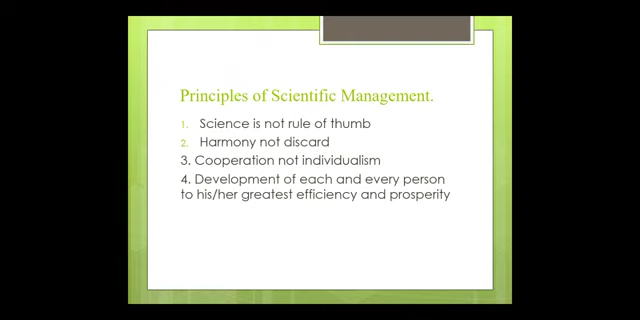 Principles of Scientific Management.
1. Science is not rule of thumb
2. Harmony not discard
3. Cooperation not individualism
4. Development of each and every person
to his/her greatest efficiency and prosperity